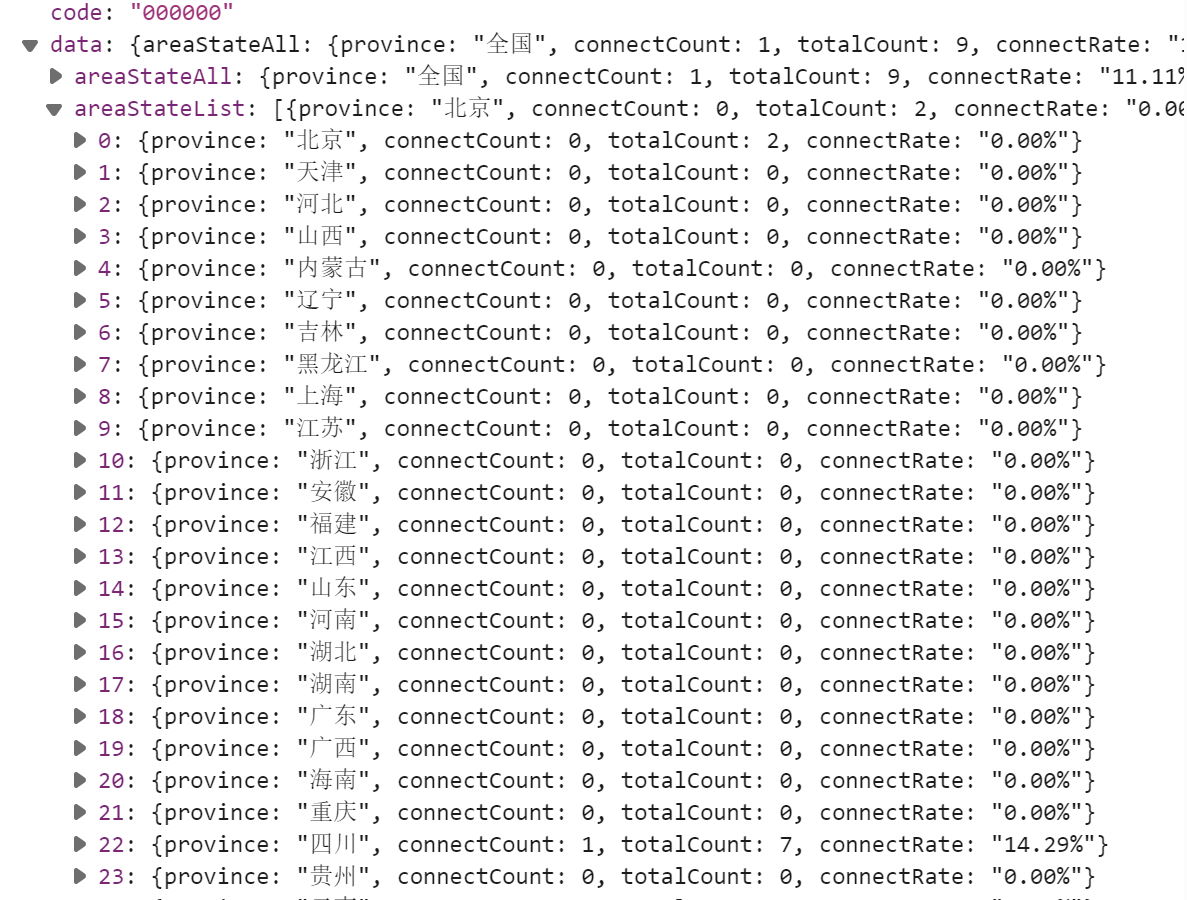 code: "000000"
data: {areaStateAll: {province: "全国", connectCount: 1, totalCount: 9, connectRate: "1
areaStateAll: {province: "全国", connectCount: 1, totalCount: 9, connectRate: "11.11%
areaStateList: [{province: "北京", connectCount: 0, totalCount: 2, connectRate: "0.00
0: {province: "北京", connectCount: 0, totalCount: 2, connectRate: "0.00%"}
1: {province: "天津", connectCount: 0, totalCount: 0, connectRate: "0.00%"}
2: {province: "河北", connectCount: 0, totalCount: 0, connectRate: "0.00%"}
3: {province: "山西", connectCount: 0, totalCount: 0, connectRate: "0.00%"}
4: {province: "内蒙古", connectCount: 0, totalCount: 0, connectRate: "0.00%"}
5: {province: "辽宁", connectCount: 0, totalCount: 0, connectRate: "0.00%"}
6: {province: "吉林", connectCount: 0, totalCount: 0, connectRate: "0.00%"}
7: {province: "黑龙江", connectCount: 0, totalCount: 0, connectRate: "0.00%"}
8: {province: "上海", connectCount: 0, totalCount: 0, connectRate: "0.00%"}
9: {province: "江苏", connectCount: 0, totalCount: 0, connectRate: "0.00%"}
10: {province: "浙江", connectCount: 0, totalCount: 0, connectRate: "0.00%"}
11: {province: "安徽", connectCount: 0, totalCount: 0, connectRate: "0.00%"}
12: {province: "福建", connectCount: 0, totalCount: 0, connectRate: "0.00%"}
13: {province: "江西", connectCount: 0, totalCount: 0, connectRate: "0.00%"}
14: {province: "山东", connectCount: 0, totalCount: 0, connectRate: "0.00%"}
15: {province: "河南", connectCount: 0, totalCount: 0, connectRate: "0.00%"}
16: {province: "湖北", connectCount: 0, totalCount: 0, connectRate: "0.00%"}
17: {province: "湖南", connectCount: 0, totalCount: 0, connectRate: "0.00%"}
18: {province: "广东", connectCount: 0, totalCount: 0, connectRate: "0.00%"}
19: {province: "广西", connectCount: 0, totalCount: 0, connectRate: "0.00%"}
20: {province: "海南", connectCount: 0, totalCount: 0, connectRate: "0.00%"}
21: {province: "重庆", connectCount: 0, totalCount: 0, connectRate: "0.00%"}
22: {province: "四川", connectCount: 1, totalCount: 7, connectRate: "14.29%"}
23: {province: "贵州", connectCount: 0, totalCount: 0, connectRate: "0.00%"}